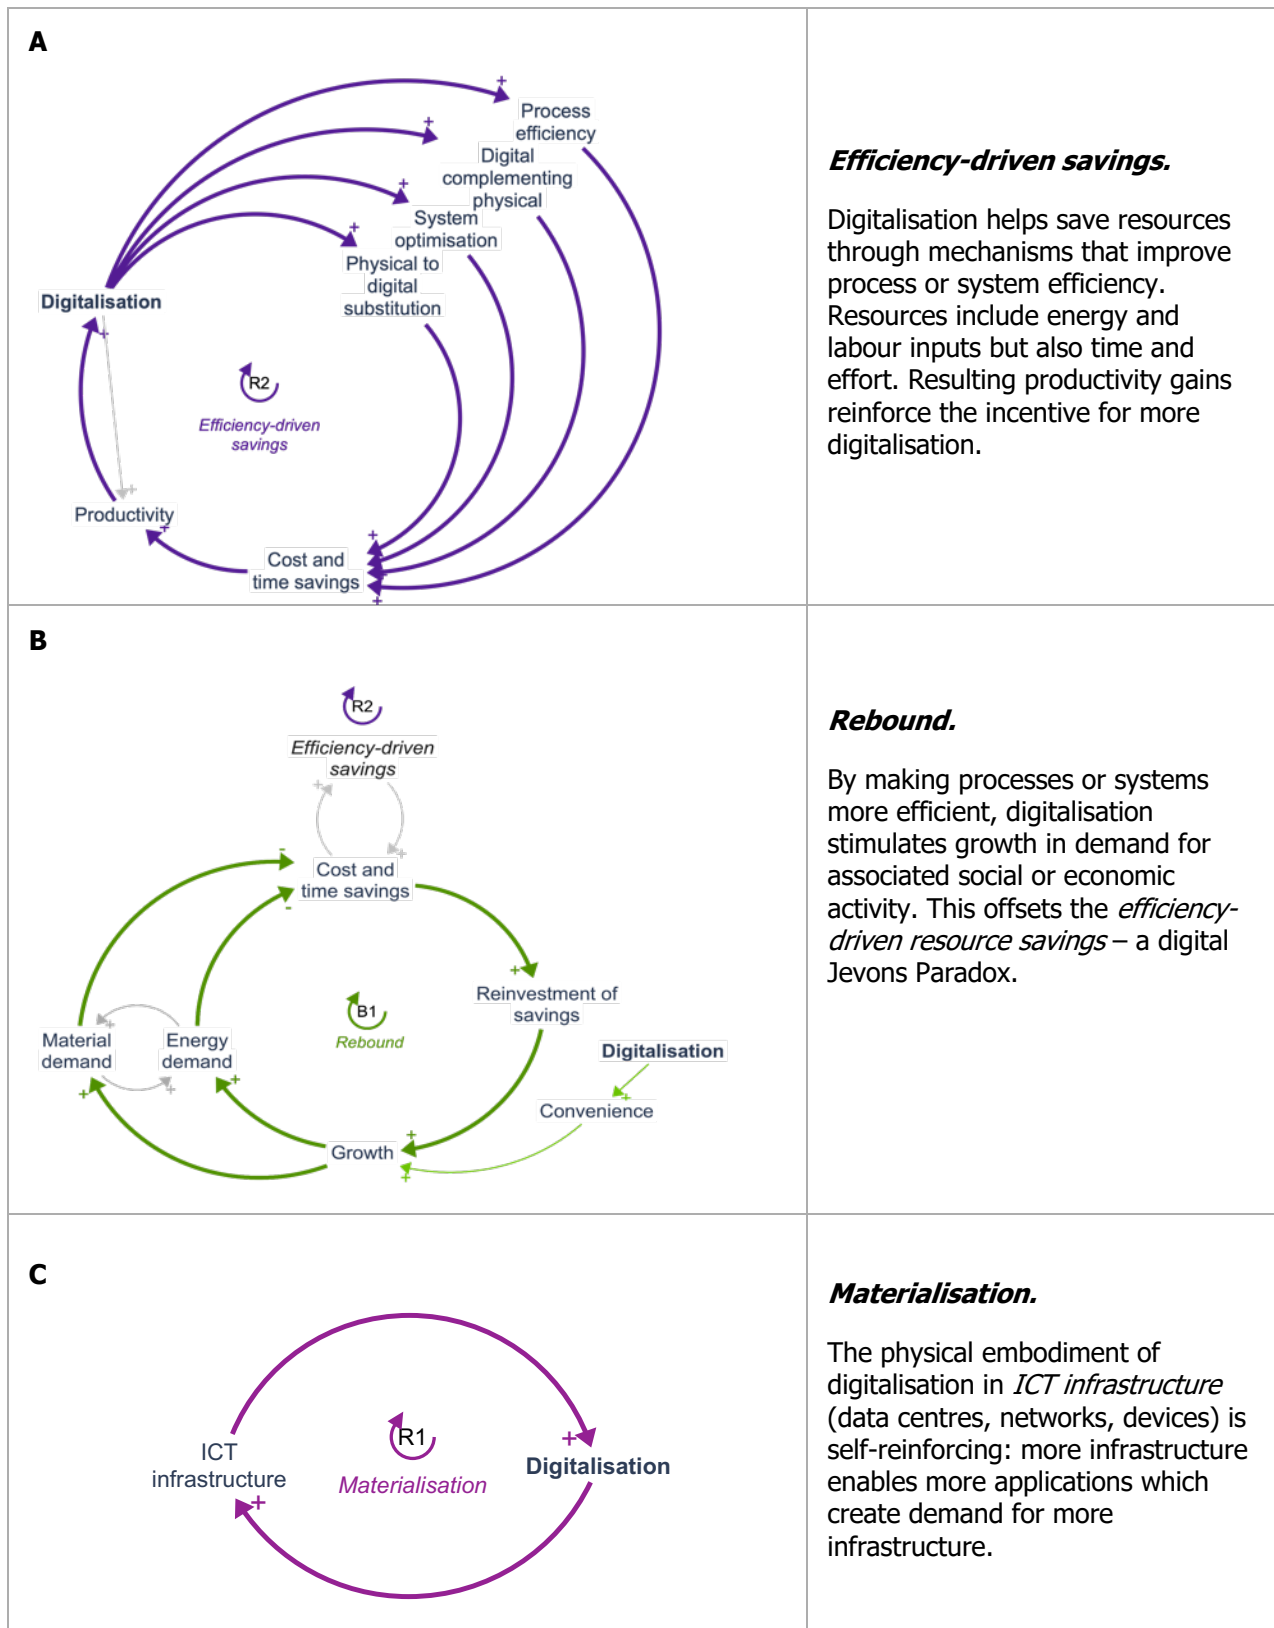 A
Process
efficiency
Digital
complementing
physical
System
optimisation
Physical to
digital
substitution
Digitalisation
R2
Efficiency-driven
savings
Productivity
Cost and
time savings
+
+
+
+
+
+
+
+
+
+
Efficiency-driven savings.
Digitalisation helps save resources
through mechanisms that improve
process or system efficiency.
Resources include energy and
labour inputs but also time and
effort. Resulting productivity gains
reinforce the incentive for more
digitalisation.
B
R2
Efficiency-driven
savings
+
+
-
Cost and
time savings
-
+
Reinvestment of
savings
B1
Rebound
Material
demand
Energy
demand
+
+
+
+
Digitalisation
+
Convenience
+
Growth
+
Rebound.
By making processes or systems
more efficient, digitalisation
stimulates growth in demand for
associated social or economic
activity. This offsets the efficiency-
driven resource savings – a digital
Jevons Paradox.
C
R1
Materialisation
ICT
infrastructure
+
+
Digitalisation
Materialisation.
The physical embodiment of
digitalisation in ICT infrastructure
(data centres, networks, devices) is
self-reinforcing: more infrastructure
enables more applications which
create demand for more
infrastructure.